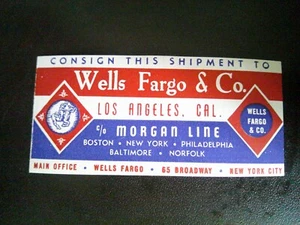 CONSIGN THIS SHIPMENT TO
Wells Fargo & Co.
LOS ANGELES, CAL.
c/o MORGAN LINE
BOSTON • NEW YORK • PHILADELPHIA
BALTIMORE • NORFOLK
WELLS
FARGO
& CO.
MAIN OFFICE • WELLS FARGO • 65 BROADWAY • NEW YORK CITY